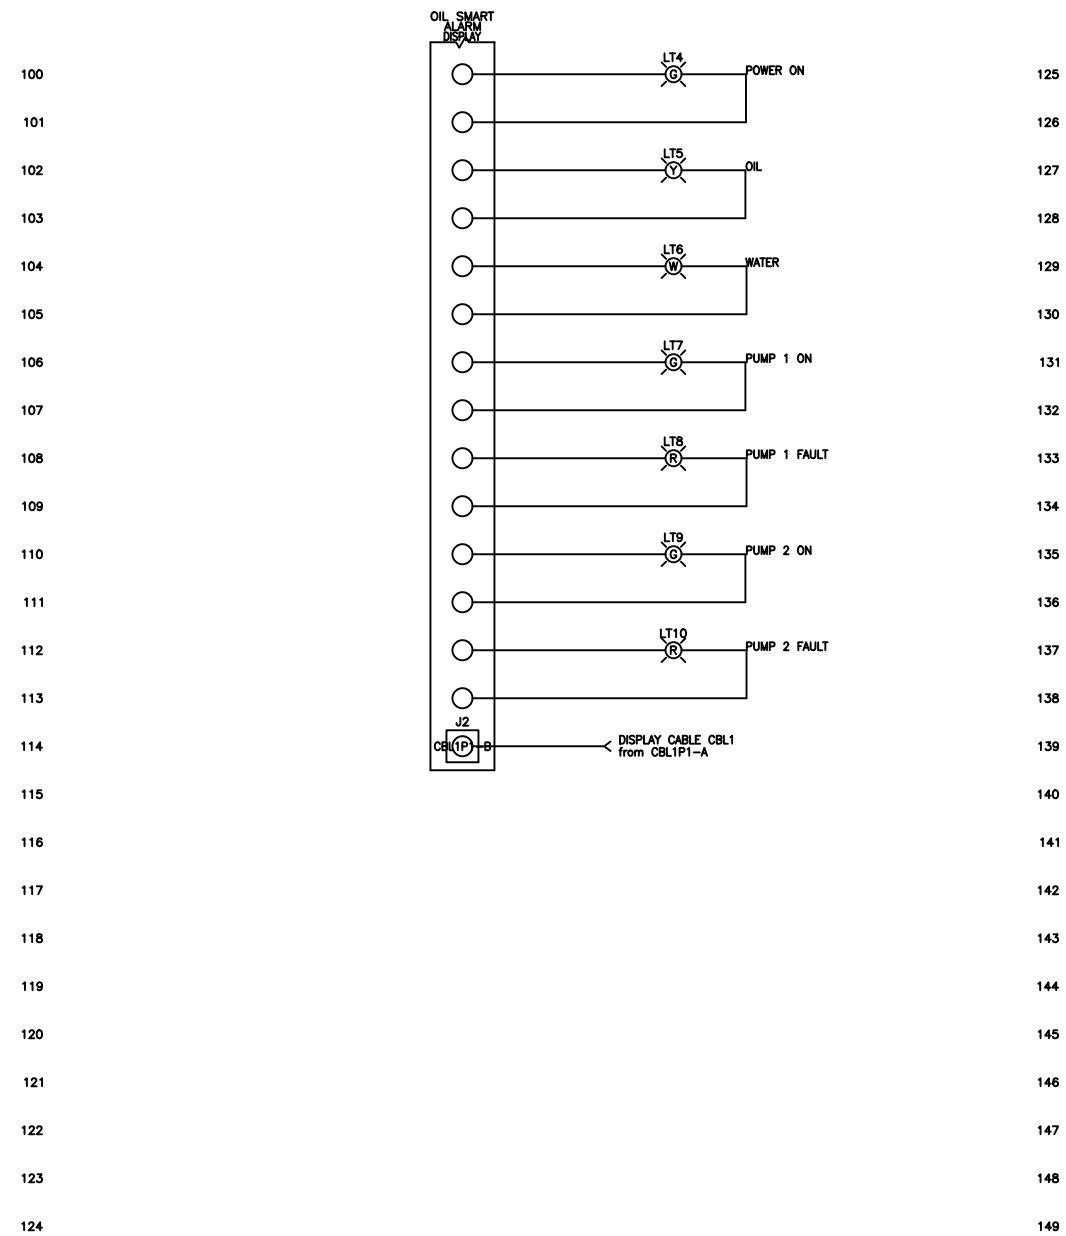 OIL SMART
ALARM
DISPLAY
LT4
100 G POWER ON 125
101 126
LT5
102 Y OIL 127
103 128
LT6
104 W WATER 129
105 130
LT7
106 G PUMP 1 ON 131
107 132
LT8
108 R PUMP 1 FAULT 133
109 134
LT9
110 G PUMP 2 ON 135
111 136
LT10
112 R PUMP 2 FAULT 137
113 138
J2
114 CBL1P1-B DISPLAY CABLE CBL1 139
from CBL1P1-A
115 140
116 141
117 142
118 143
119 144
120 145
121 146
122 147
123 148
124 149